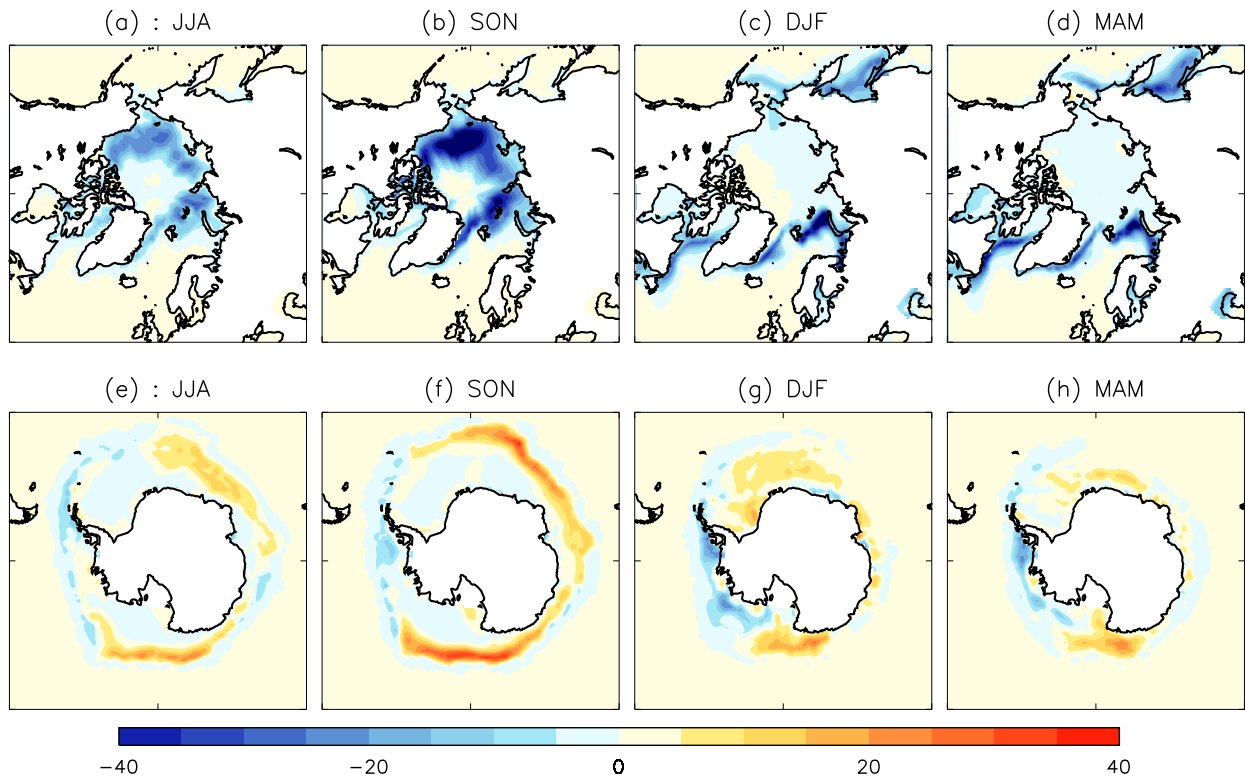 (a) : JJA
(b) SON
(c) DJF
(d) MAM
(e) : JJA
(f) SON
(g) DJF
(h) MAM
−40 −20 0 20 40